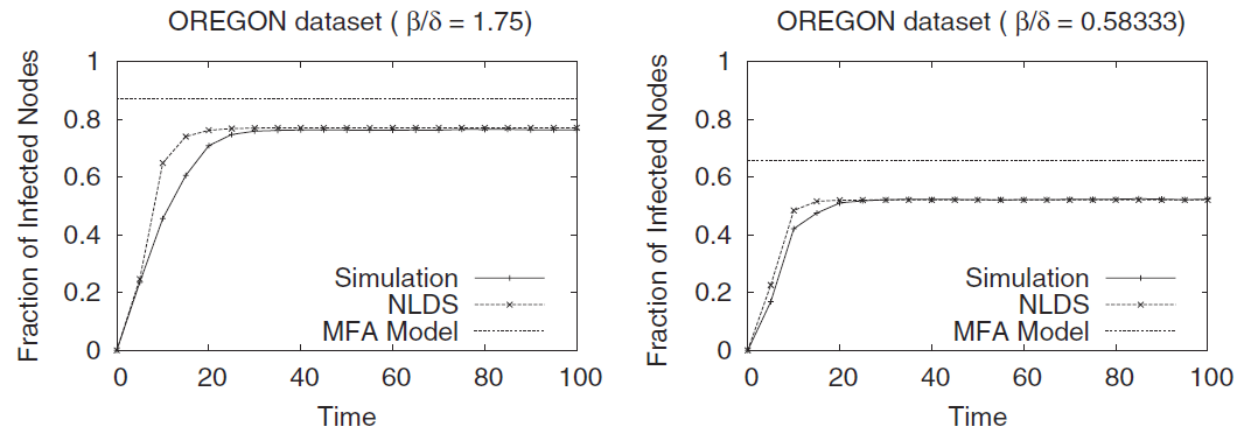 OREGON dataset ( β/δ = 1.75)
Fraction of Infected Nodes
1
0.8
0.6
0.4
0.2
0
Simulation
NLDS
MFA Model
0 20 40 60 80 100
Time
OREGON dataset ( β/δ = 0.58333)
Fraction of Infected Nodes
1
0.8
0.6
0.4
0.2
0
Simulation
NLDS
MFA Model
0 20 40 60 80 100
Time